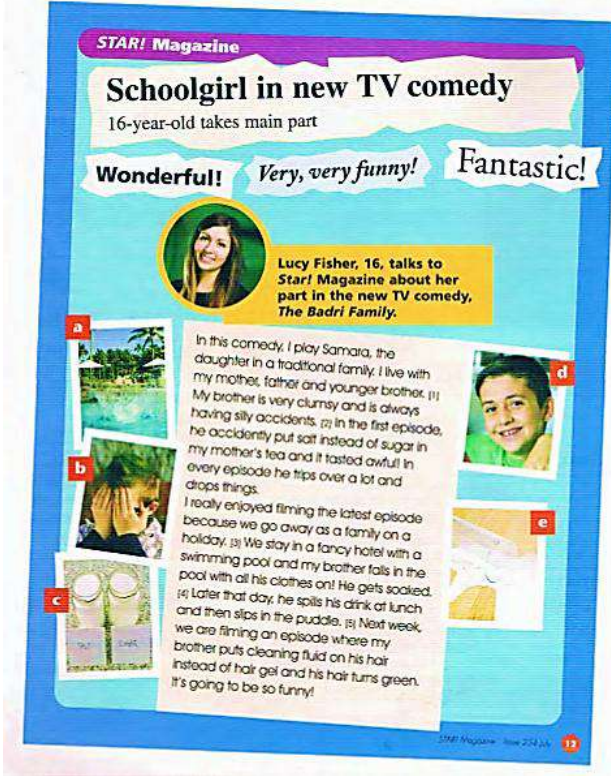 STAR! Magazine
Schoolgirl in new TV comedy
16-year-old takes main part
Wonderful!
Very, very funny!
Fantastic!
Lucy Fisher, 16, talks to
Star! Magazine about her
part in the new TV comedy,
The Badri Family.
a
In this comedy, I play Samara, the
daughter in a traditional family. I live with
my mother, father and younger brother. [1]
My brother is very clumsy and is always
having silly accidents. [2] In the first episode,
he accidently put salt instead of sugar in
my mother's tea and it tasted awful! In
every episode he trips over a lot and
drops things.
I really enjoyed filming the latest episode
because we go away as a family on a
holiday. [3] We stay in a fancy hotel with a
swimming pool and my brother falls in the
pool with all his clothes on! He gets soaked.
[4] Later that day, he spills his drink at lunch
and then slips in the puddle. [5] Next week,
we are filming an episode where my
brother puts cleaning fluid on his hair
instead of hair gel and his hair turns green.
It's going to be so funny!
d
b
e
c
SALT
STAR! Magazine Issue 254 July 12